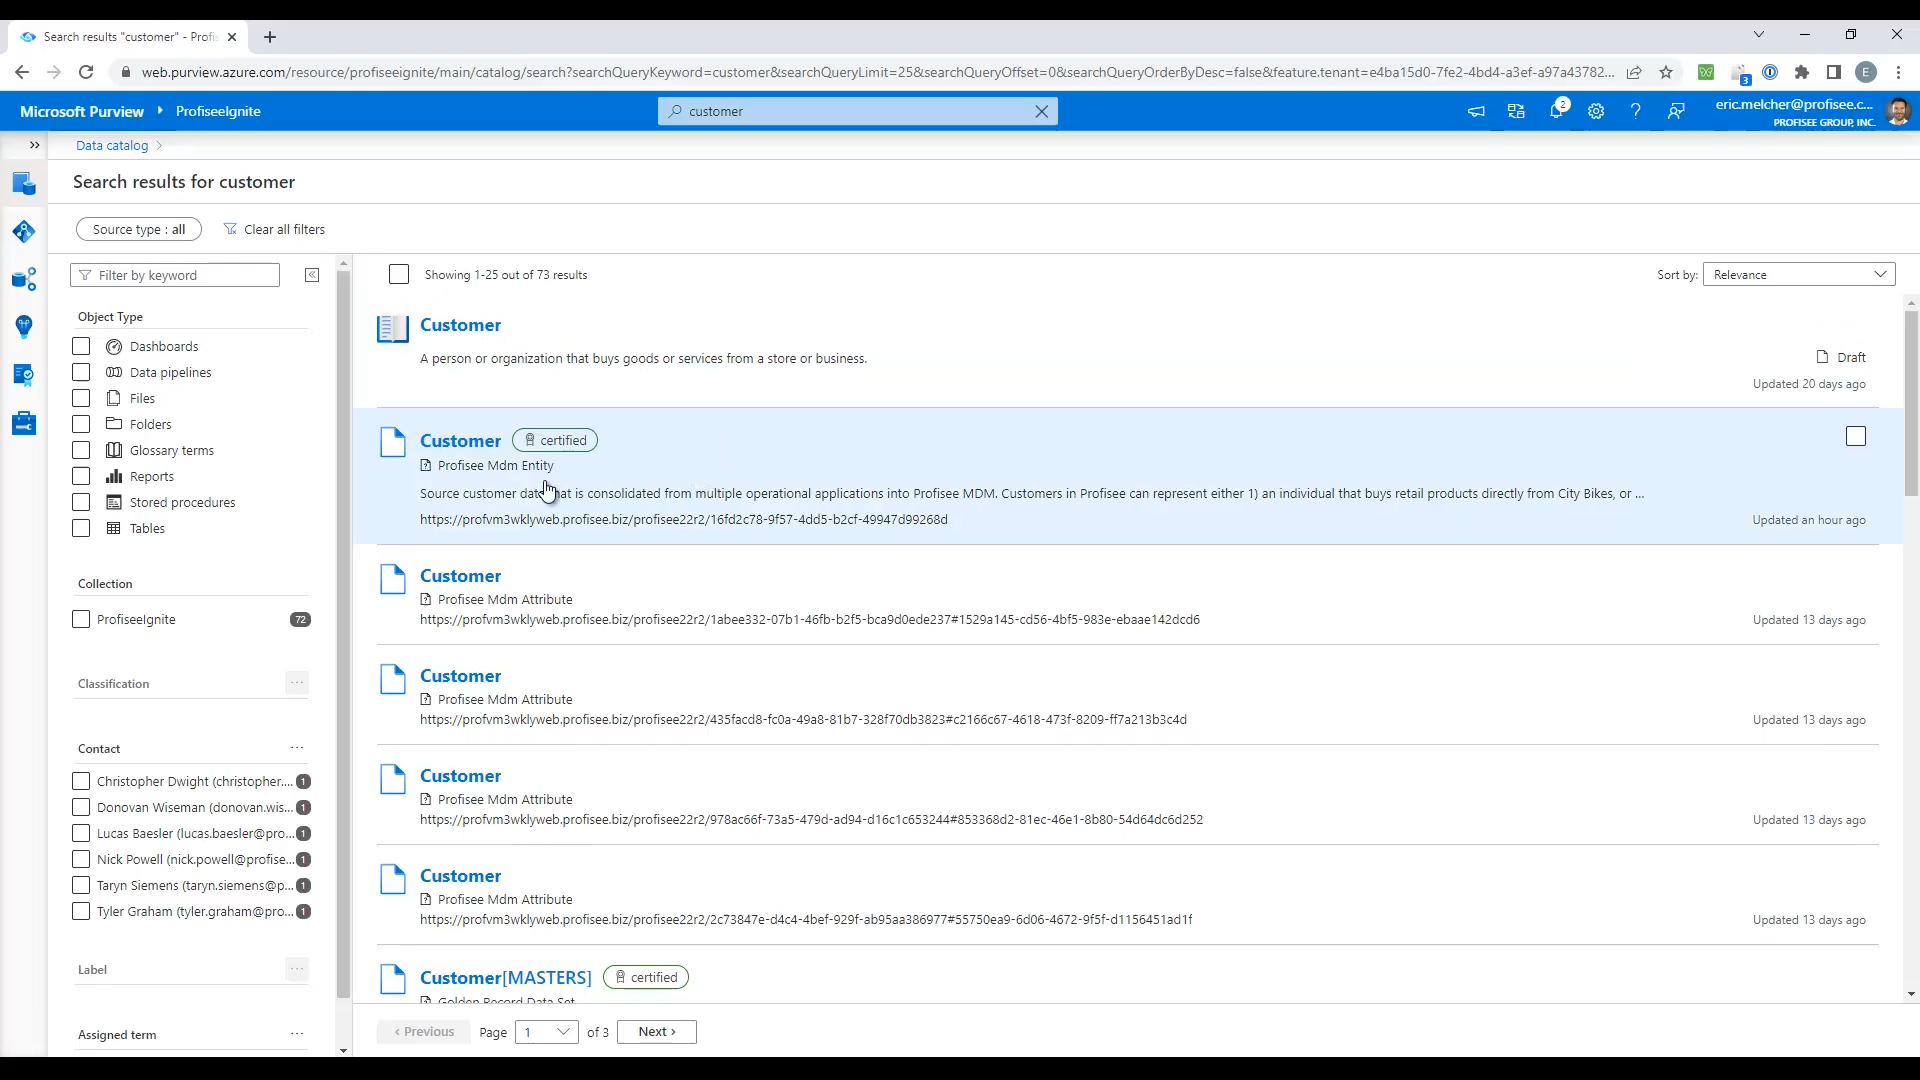 Search results "customer" - Profis
web.purview.azure.com/resource/profiseeignite/main/catalog/search?searchQueryKeyword=customer&searchQueryLimit=25&searchQueryOffset=0&searchQueryOrderByDesc=false&feature.tenant=e4ba15d0-7fe2-4bd4-a3ef-a97a43782...
3
E
Microsoft Purview
ProfiseeIgnite
customer
2
eric.melcher@profisee.c...
PROFISEE GROUP, INC.
Data catalog
Search results for customer
Source type : all
Clear all filters
Filter by keyword
Showing 1-25 out of 73 results
Sort by:
Relevance
Object Type
Dashboards
Data pipelines
Files
Folders
Glossary terms
Reports
Stored procedures
Tables
Collection
ProfiseeIgnite
72
Classification
Contact
Christopher Dwight (christopher.... 1
Donovan Wiseman (donovan.wis... 1
Lucas Baesler (lucas.baesler@pro... 1
Nick Powell (nick.powell@profise... 1
Taryn Siemens (taryn.siemens@p... 1
Tyler Graham (tyler.graham@pro... 1
Label
Assigned term
Customer
A person or organization that buys goods or services from a store or business.
Draft
Updated 20 days ago
Customer certified
Profisee Mdm Entity
Source customer data that is consolidated from multiple operational applications into Profisee MDM. Customers in Profisee can represent either 1) an individual that buys retail products directly from City Bikes, or ...
https://profvm3wklyweb.profisee.biz/profisee22r2/16fd2c78-9f57-4dd5-b2cf-49947d99268d
Updated an hour ago
Customer
Profisee Mdm Attribute
https://profvm3wklyweb.profisee.biz/profisee22r2/1abee332-07b1-46fb-b2f5-bca9d0ede237#1529a145-cd56-4bf5-983e-ebaae142dcd6
Updated 13 days ago
Customer
Profisee Mdm Attribute
https://profvm3wklyweb.profisee.biz/profisee22r2/435facd8-fc0a-49a8-81b7-328f70db3823#c2166c67-4618-473f-8209-ff7a213b3c4d
Updated 13 days ago
Customer
Profisee Mdm Attribute
https://profvm3wklyweb.profisee.biz/profisee22r2/978ac66f-73a5-479d-ad94-d16c1c653244#853368d2-81ec-46e1-8b80-54d64dc6d252
Updated 13 days ago
Customer
Profisee Mdm Attribute
https://profvm3wklyweb.profisee.biz/profisee22r2/2c73847e-d4c4-4bef-929f-ab95aa386977#55750ea9-6d06-4672-9f5f-d1156451ad1f
Updated 13 days ago
Customer[MASTERS] certified
Golden Record Data Set
< Previous
Page 1 of 3
Next >